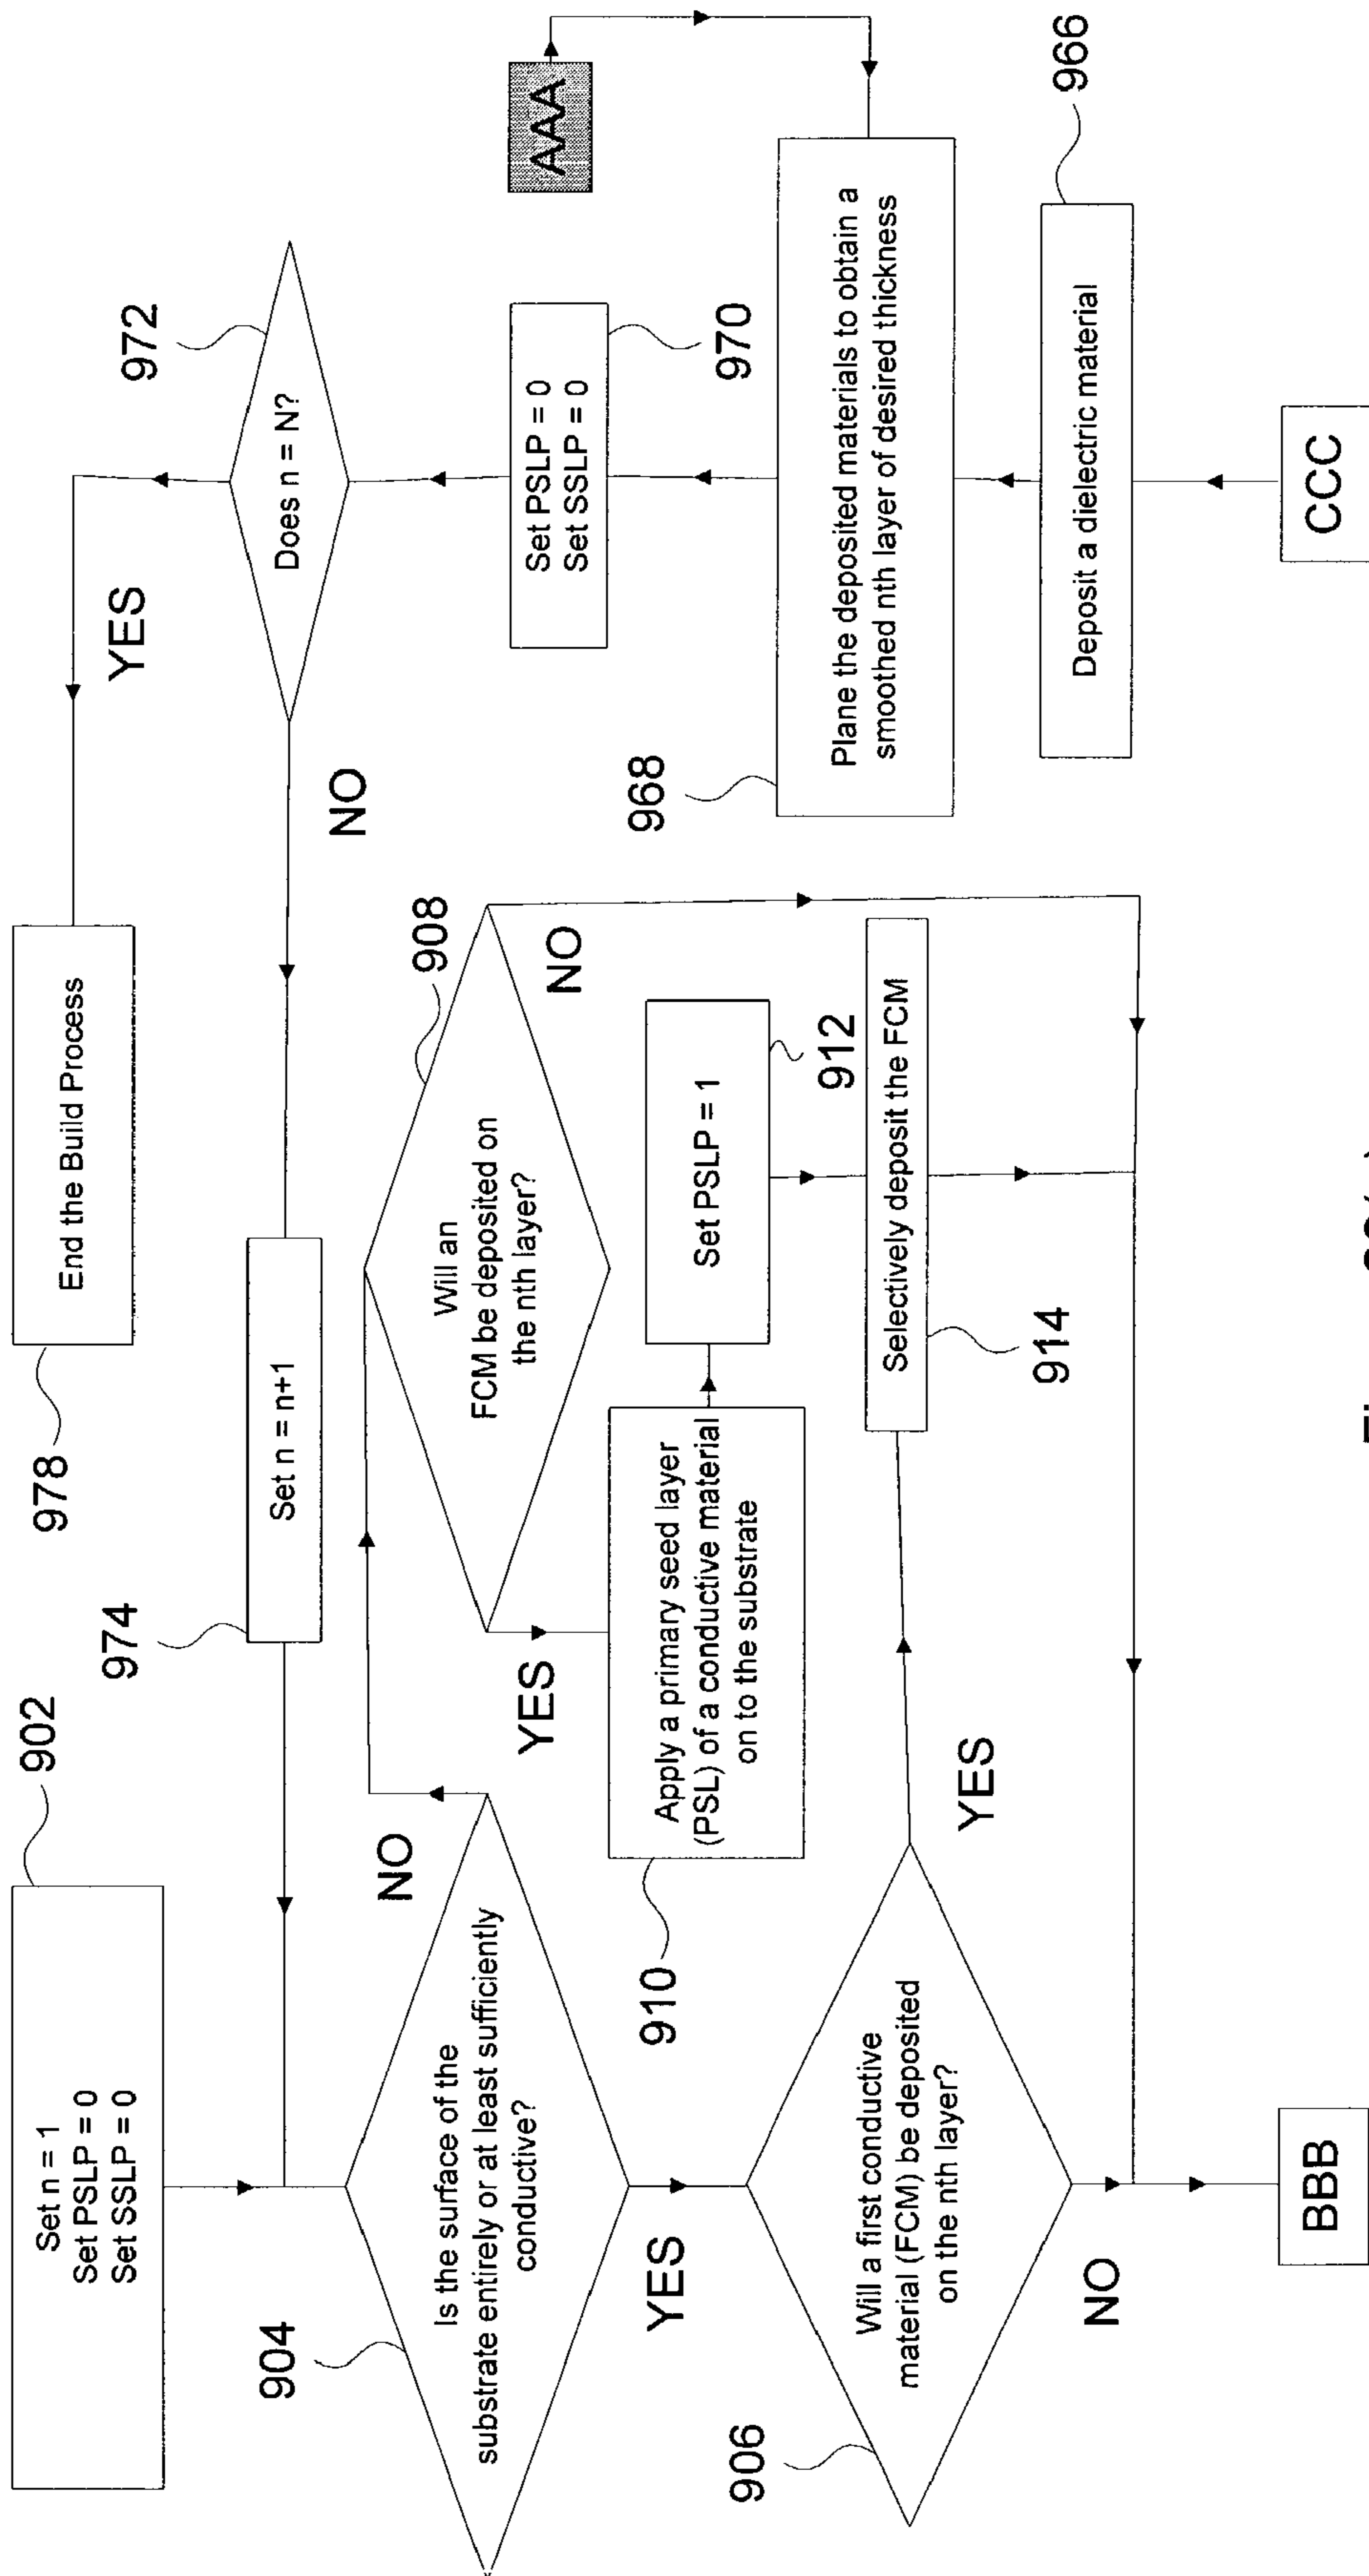 902
Set n = 1
Set PSLP = 0
Set SSLP = 0
904
Is the surface of the
substrate entirely or at least sufficiently
conductive?
NO
YES
906
Will a first conductive
material (FCM) be deposited
on the nth layer?
YES
NO
BBB
974
Set n = n+1
908
Will an
FCM be deposited on
the nth layer?
YES
NO
910
Apply a primary seed layer
(PSL) of a conductive material
on to the substrate
Set PSLP = 1
912
Selectively deposit the FCM
914
978
End the Build Process
YES
972
Does n = N?
NO
Set PSLP = 0
Set SSLP = 0
970
AAA
968
Plane the deposited materials to obtain a
smoothed nth layer of desired thickness
966
Deposit a dielectric material
CCC